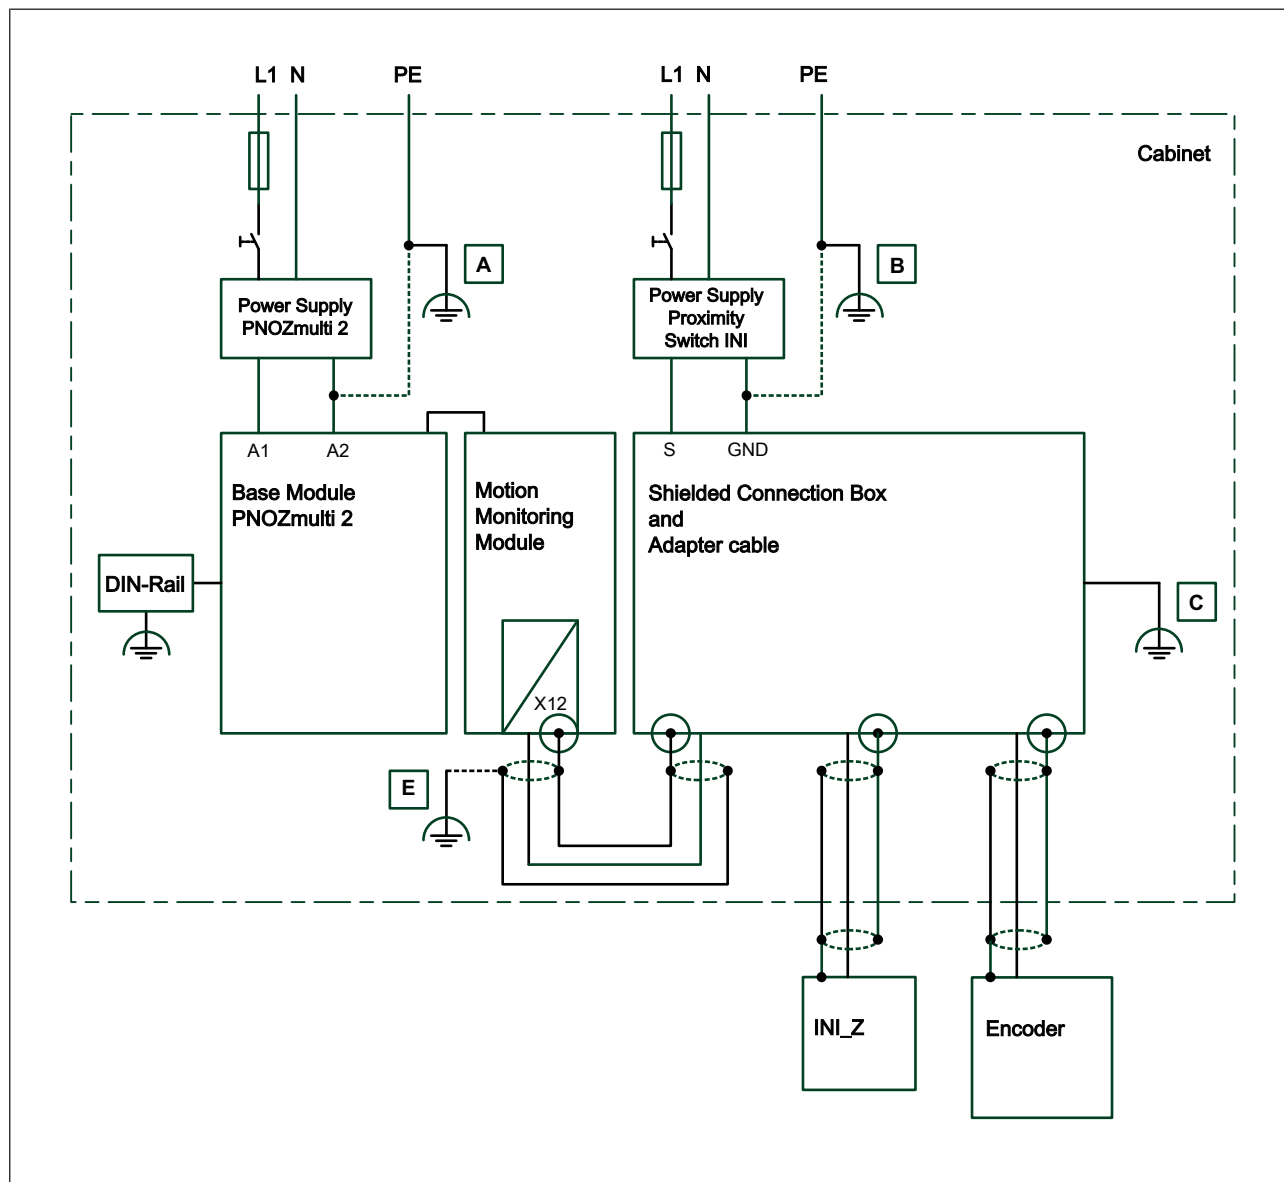 L1 N PE L1 N PE
Cabinet
A
B
Power Supply
PNOZmulti 2
Power Supply
Proximity
Switch INI
A1 A2
S GND
Base Module
PNOZmulti 2
Motion
Monitoring
Module
Shielded Connection Box
and
Adapter cable
DIN-Rail
C
X12
E
INI_Z
Encoder